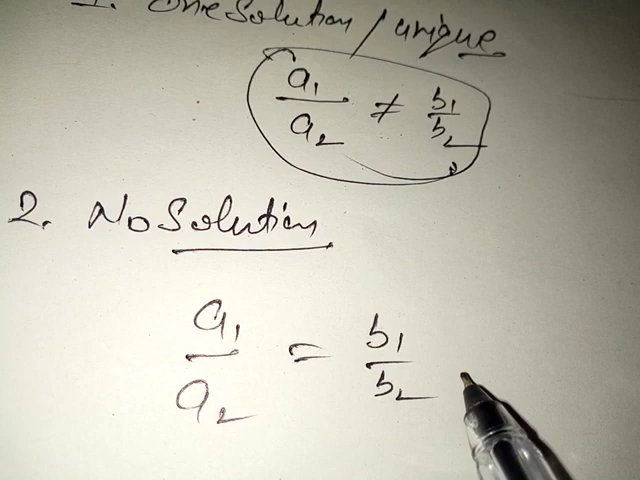 1. One Solution / unique
a₁/a₂ ≠ b₁/b₂
2. No Solution
a₁/a₂ = b₁/b₂